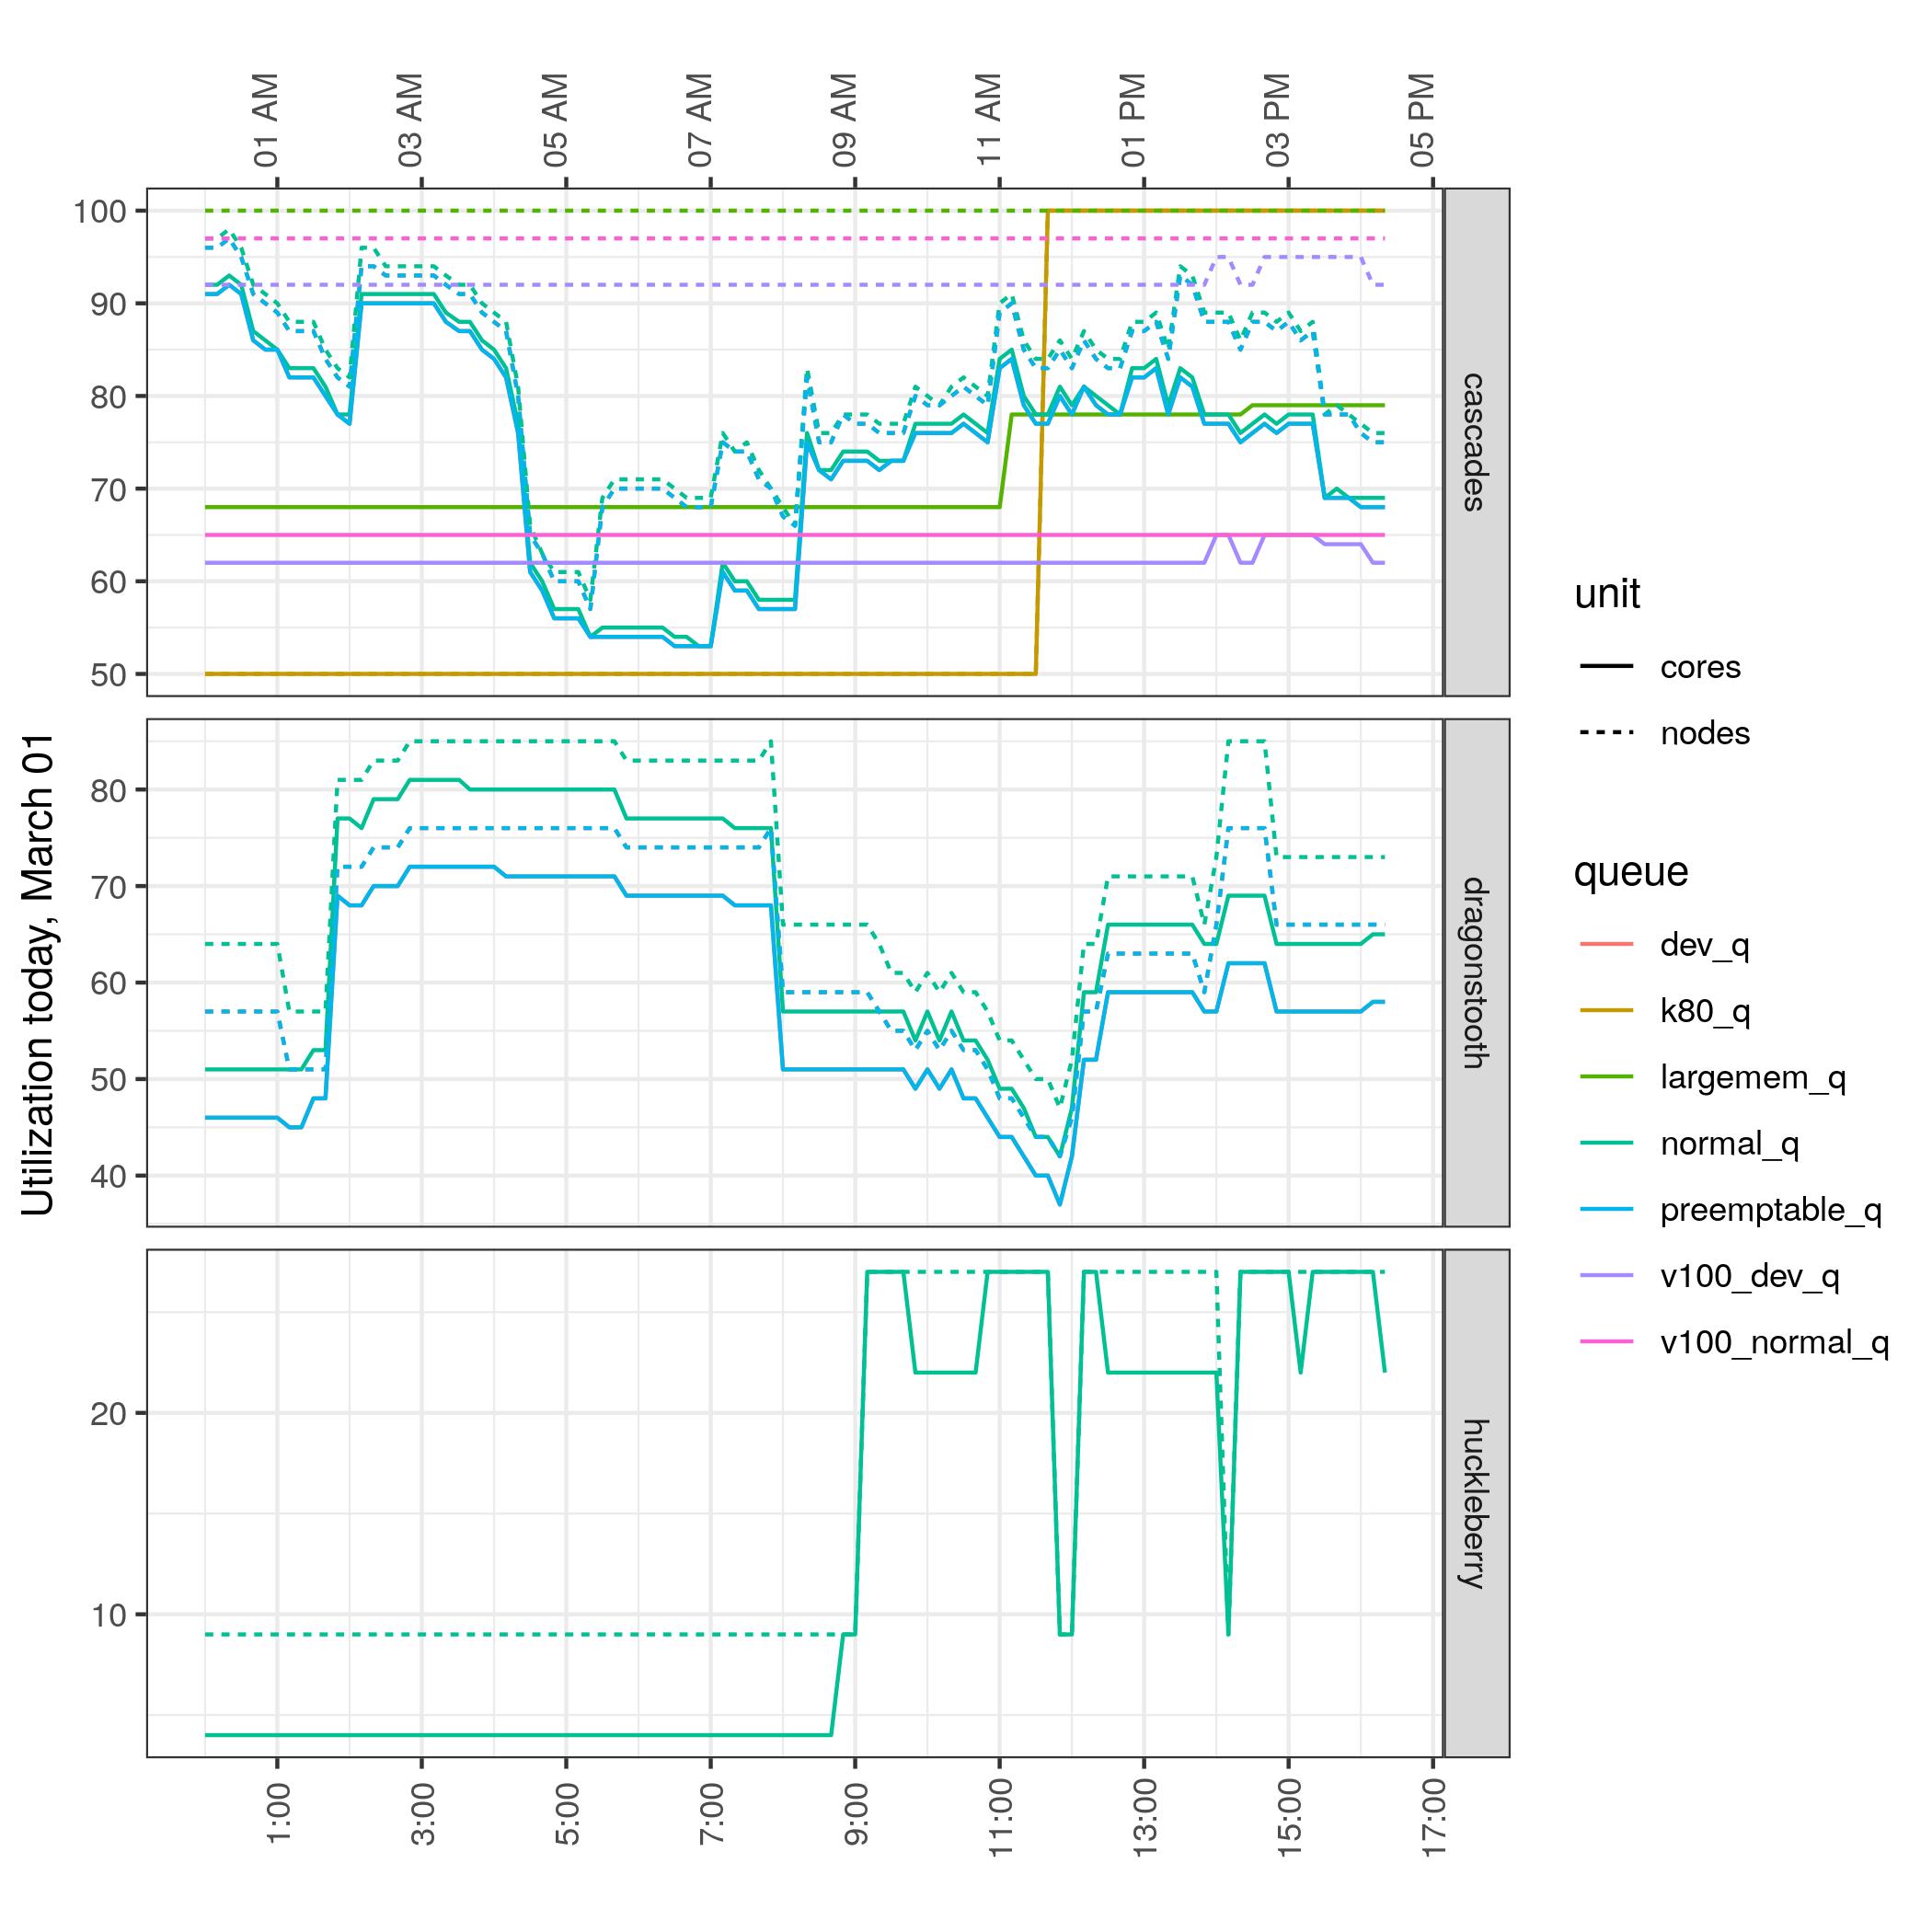 01 AM
03 AM
05 AM
07 AM
09 AM
11 AM
01 PM
03 PM
05 PM
Utilization today, March 01
100
90
80
70
60
50
cascades
80
70
60
50
40
dragonstooth
20
10
huckleberry
1:00
3:00
5:00
7:00
9:00
11:00
13:00
15:00
17:00
unit
cores
nodes
queue
dev_q
k80_q
largemem_q
normal_q
preemptable_q
v100_dev_q
v100_normal_q